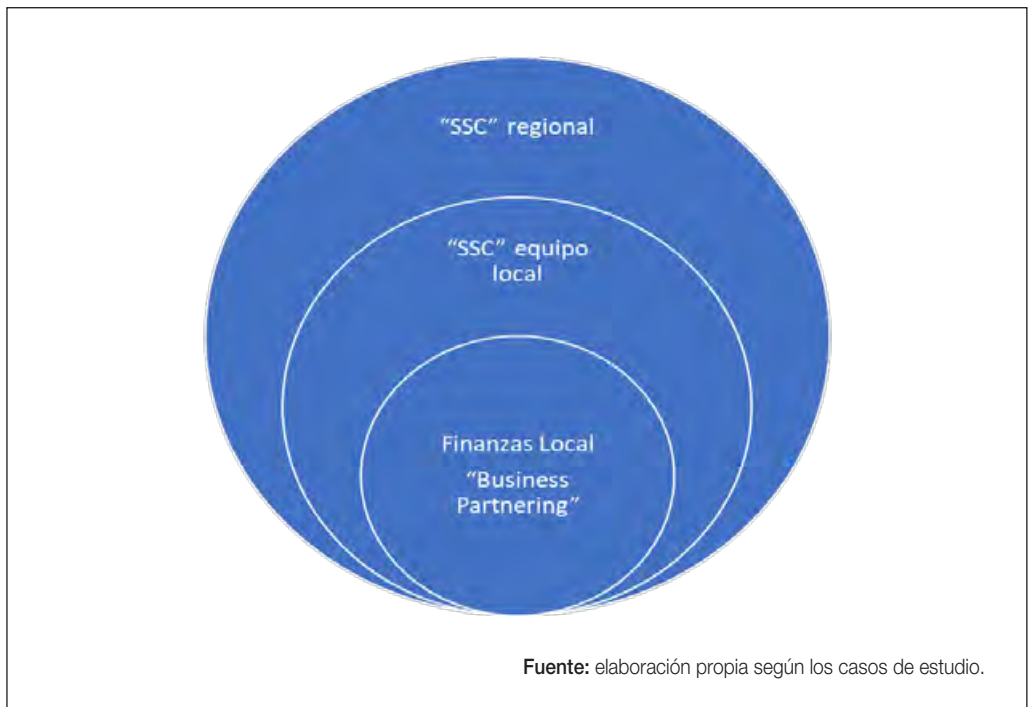 “SSC” regional
“SSC” equipo
local
Finanzas Local
“Business
Partnering”
Fuente: elaboración propia según los casos de estudio.